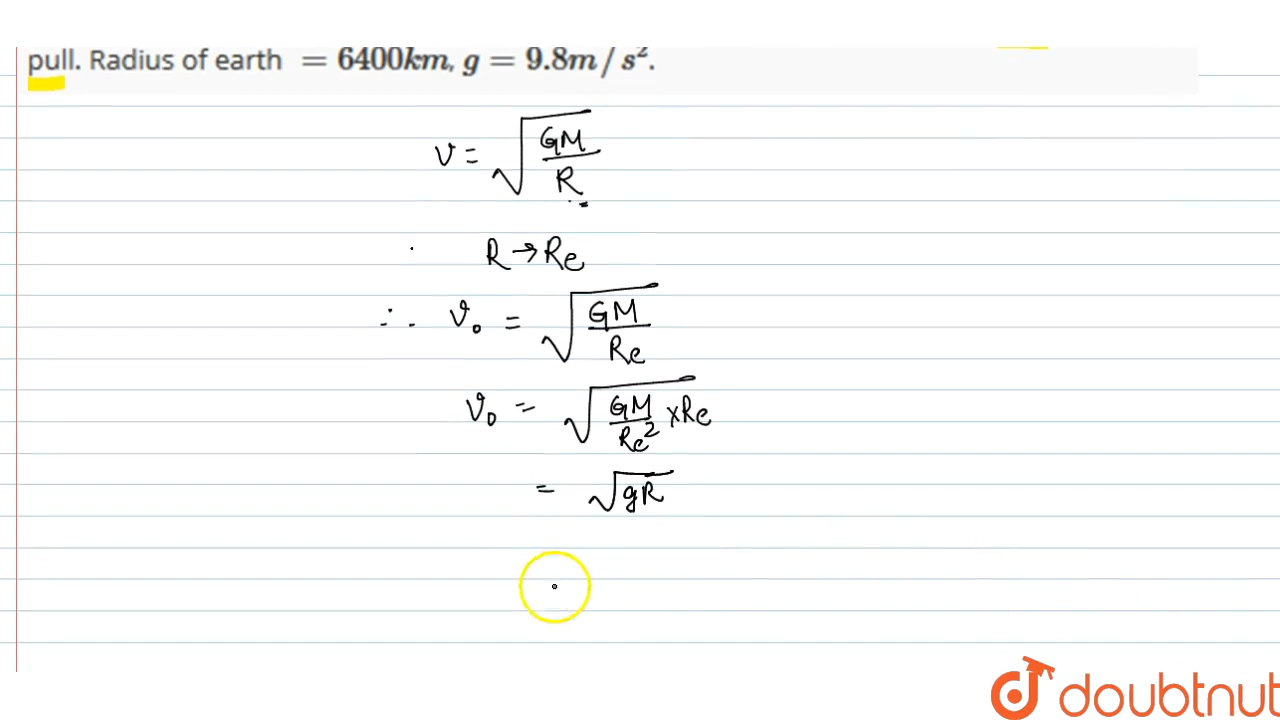 pull. Radius of earth = 6400km, g = 9.8m/s².
v = √(GM/R)
R → Re
∴ v₀ = √(GM/Re)
v₀ = √(GM/Re² × Re)
= √gR
doubtnut